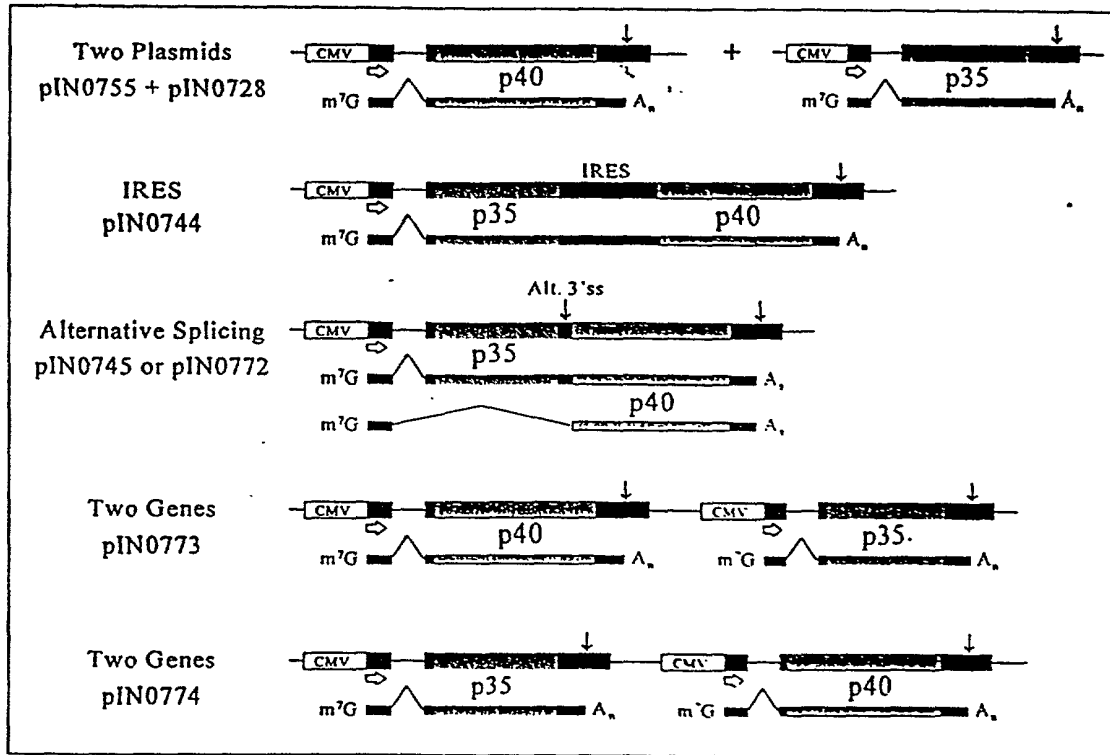 Two Plasmids
pIN0755 + pIN0728
CMV
p40
m⁷G
Aₙ
+
CMV
p35
m⁷G
Aₙ
IRES
pIN0744
CMV
IRES
p35
p40
m⁷G
Aₙ
Alternative Splicing
pIN0745 or pIN0772
Alt. 3'ss
CMV
p35
m⁷G
p40
m⁷G
Two Genes
pIN0773
CMV
p40
m⁷G
Aₙ
CMV
p35
Aₙ
Two Genes
pIN0774
CMV
p35
m⁷G
Aₙ
CMV
p40
Aₙ